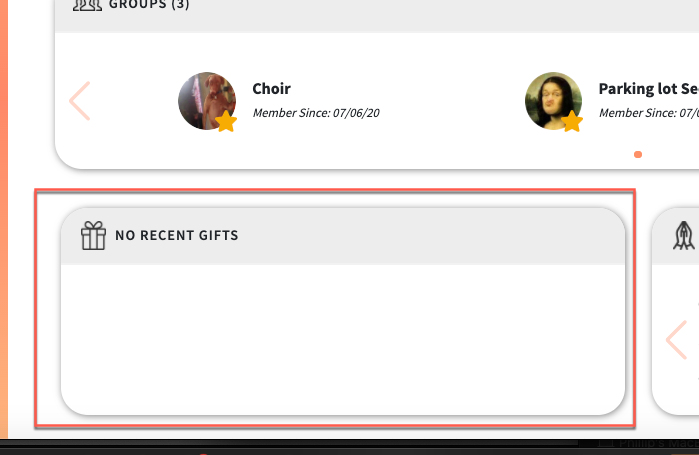 GROUPS (3)
Choir
Member Since: 07/06/20
Parking lot Se
Member Since: 07/0
NO RECENT GIFTS